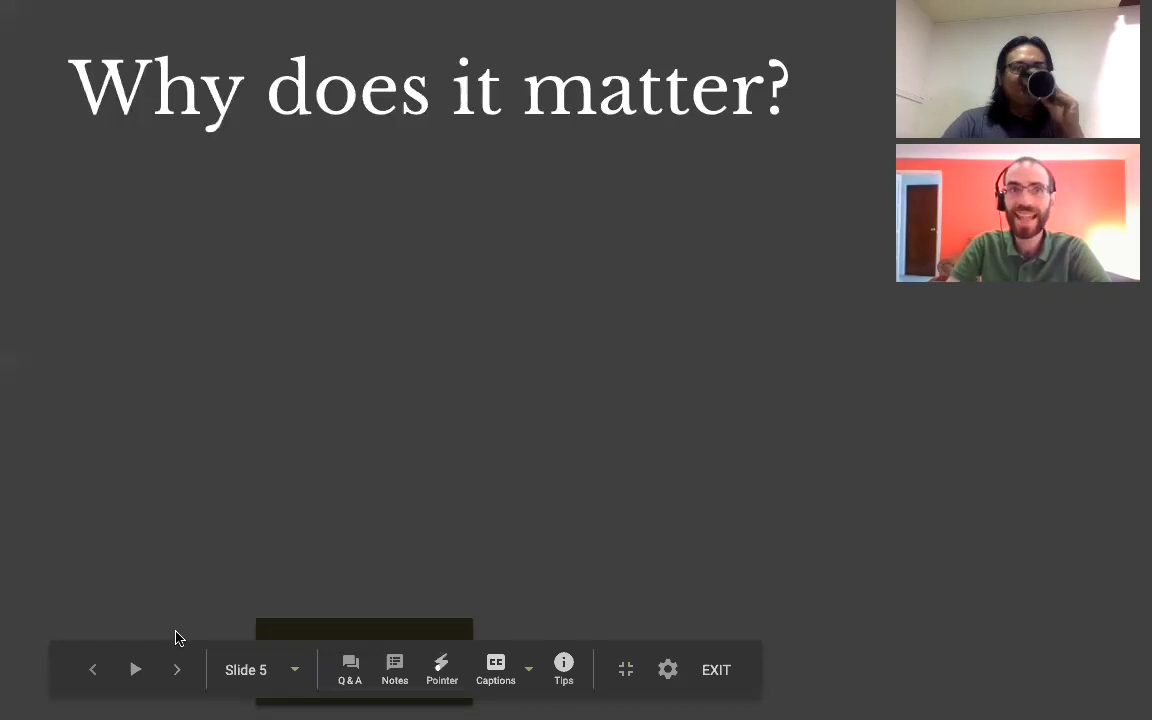 Why does it matter?
Slide 5
Q & A
Notes
Pointer
Captions
Tips
EXIT